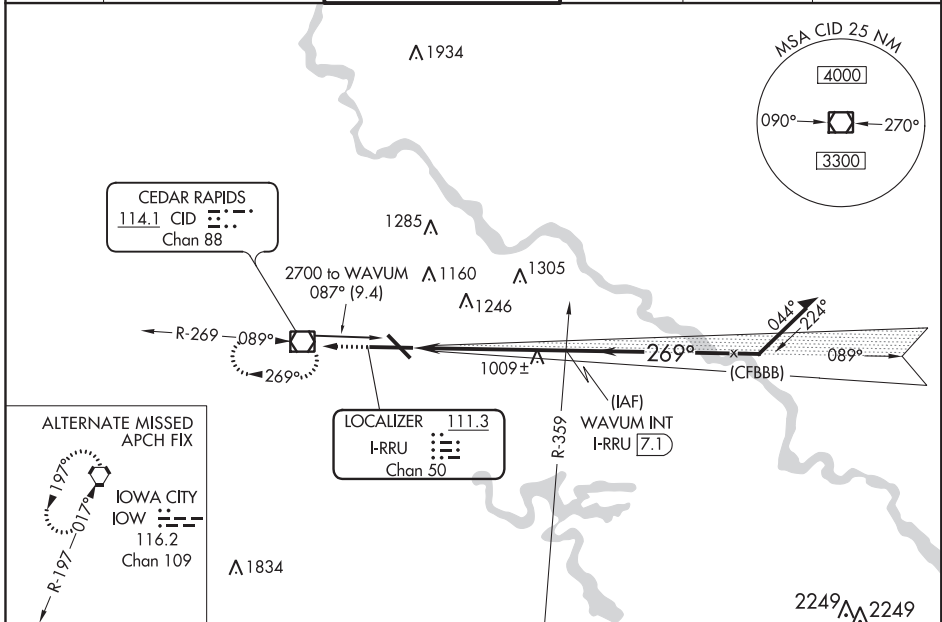 1934
MSA CID 25 NM
4000
090°
270°
3300
CEDAR RAPIDS
114.1 CID
Chan 88
1285
2700 to WAVUM
087° (9.4)
1160
1305
1246
R-269
089°
269°
1009±
269°
044°
224°
089°
(CFBBB)
(IAF)
WAVUM INT
I-RRU 7.1
R-359
LOCALIZER 111.3
I-RRU
Chan 50
ALTERNATE MISSED
APCH FIX
197°
017°
R-197
IOWA CITY
IOW
116.2
Chan 109
1834
2249 2249